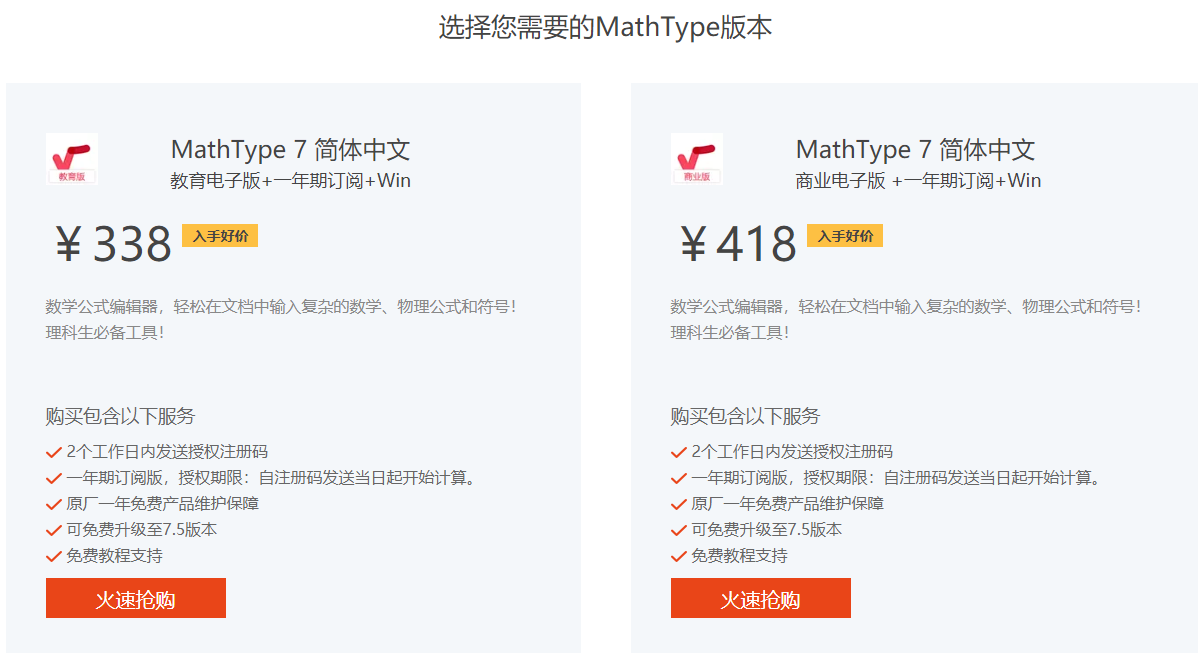 选择您需要的MathType版本
教育版
MathType 7 简体中文
教育电子版+一年期订阅+Win
￥338 入手好价
数学公式编辑器，轻松在文档中输入复杂的数学、物理公式和符号！
理科生必备工具！
购买包含以下服务
2个工作日内发送授权注册码
一年期订阅版，授权期限：自注册码发送当日起开始计算。
原厂一年免费产品维护保障
可免费升级至7.5版本
免费教程支持
火速抢购
商业版
MathType 7 简体中文
商业电子版 +一年期订阅+Win
￥418 入手好价
数学公式编辑器，轻松在文档中输入复杂的数学、物理公式和符号！
理科生必备工具！
购买包含以下服务
2个工作日内发送授权注册码
一年期订阅版，授权期限：自注册码发送当日起开始计算。
原厂一年免费产品维护保障
可免费升级至7.5版本
免费教程支持
火速抢购